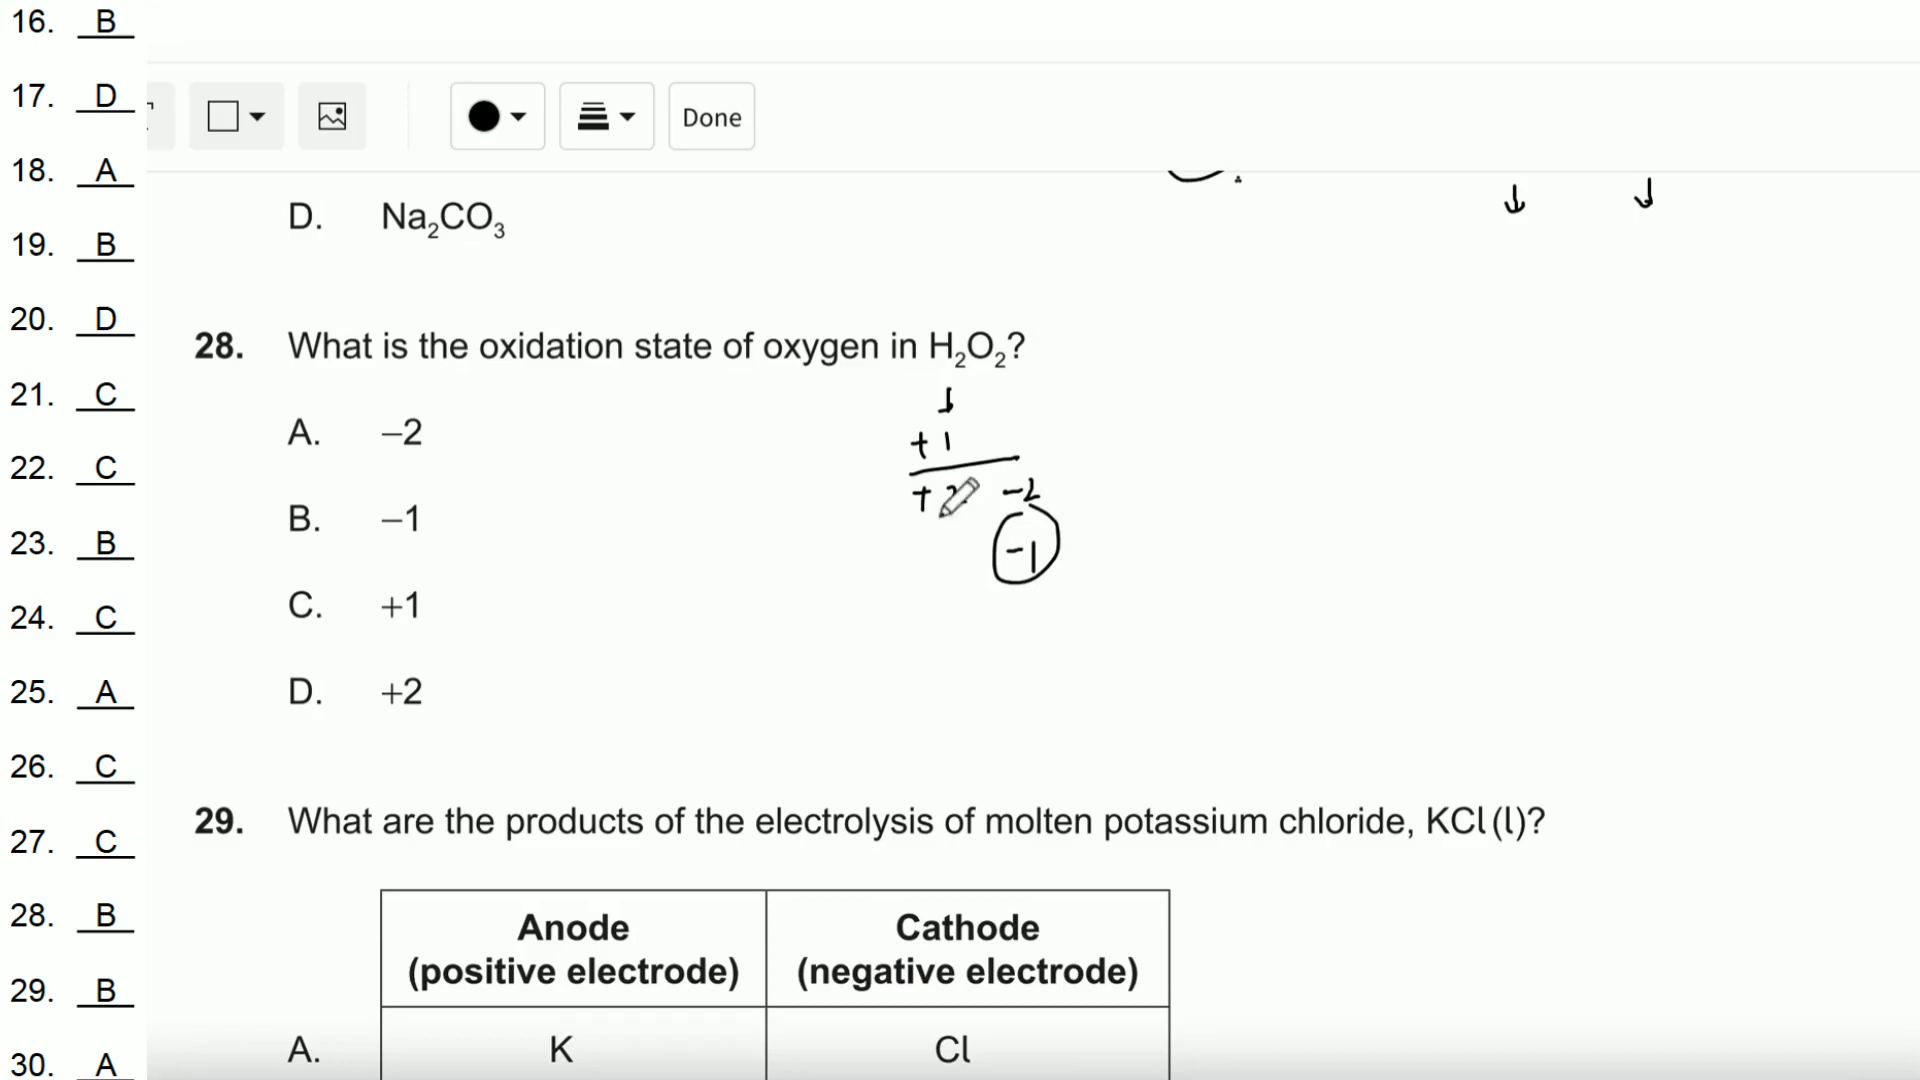 16. B
17. D
18. A
19. B
20. D
21. C
22. C
23. B
24. C
25. A
26. C
27. C
28. B
29. B
30. A
Done
D. Na₂CO₃
28. What is the oxidation state of oxygen in H₂O₂?
+1
+2 -2
-1
A. –2
B. –1
C. +1
D. +2
29. What are the products of the electrolysis of molten potassium chloride, KCl (l)?
Anode Cathode
(positive electrode) (negative electrode)
A. K Cl